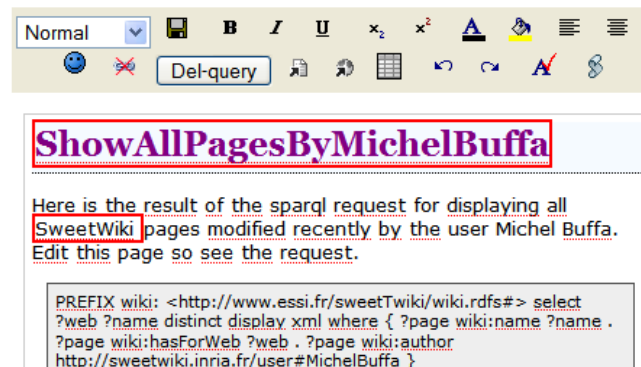 Normal B I U x₂ x² A
Del-query
ShowAllPagesByMichelBuffa
Here is the result of the sparql request for displaying all
SweetWiki pages modified recently by the user Michel Buffa.
Edit this page so see the request.
PREFIX wiki: <http://www.essi.fr/sweetTwiki/wiki.rdfs#> select
?web ?name distinct display xml where { ?page wiki:name ?name .
?page wiki:hasForWeb ?web . ?page wiki:author
http://sweetwiki.inria.fr/user#MichelBuffa }